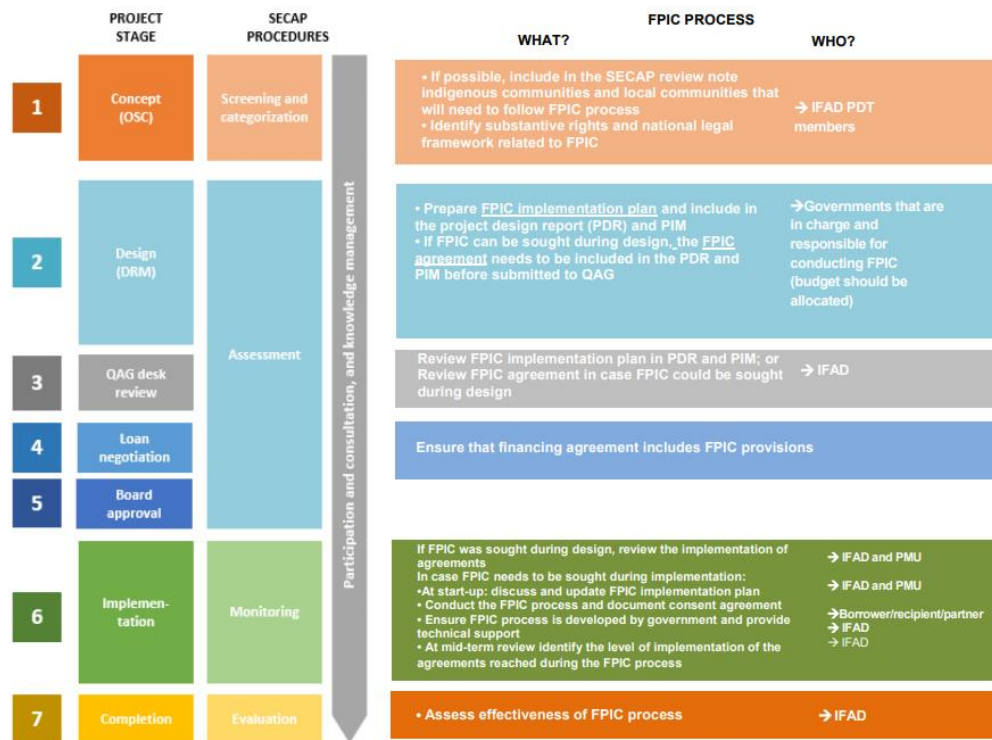 PROJECT
STAGE
SECAP
PROCEDURES
FPIC PROCESS
WHAT?
WHO?
1
Concept
(OSC)
Screening and
categorization
• If possible, include in the SECAP review note
indigenous communities and local communities that
will need to follow FPIC process
• Identify substantive rights and national legal
framework related to FPIC
→ IFAD PDT
members
2
Design
(DRM)
Assessment
• Prepare FPIC implementation plan and include in
the project design report (PDR) and PIM
• If FPIC can be sought during design, the FPIC
agreement needs to be included in the PDR and
PIM before submitted to QAG
→Governments that are
in charge and
responsible for
conducting FPIC
(budget should be
allocated)
3
QAG desk
review
Review FPIC implementation plan in PDR and PIM; or
Review FPIC agreement in case FPIC could be sought
during design
→ IFAD
4
Loan
negotiation
Ensure that financing agreement includes FPIC provisions
5
Board
approval
6
Implemen-
tation
Monitoring
If FPIC was sought during design, review the implementation of
agreements
In case FPIC needs to be sought during implementation:
•At start-up: discuss and update FPIC implementation plan
• Conduct the FPIC process and document consent agreement
• Ensure FPIC process is developed by government and provide
technical support
• At mid-term review identify the level of implementation of the
agreements reached during the FPIC process
→ IFAD and PMU
→ IFAD and PMU
→Borrower/recipient/partner
→ IFAD
→ IFAD
7
Completion
Evaluation
• Assess effectiveness of FPIC process
→ IFAD
Participation and consultation, and knowledge management